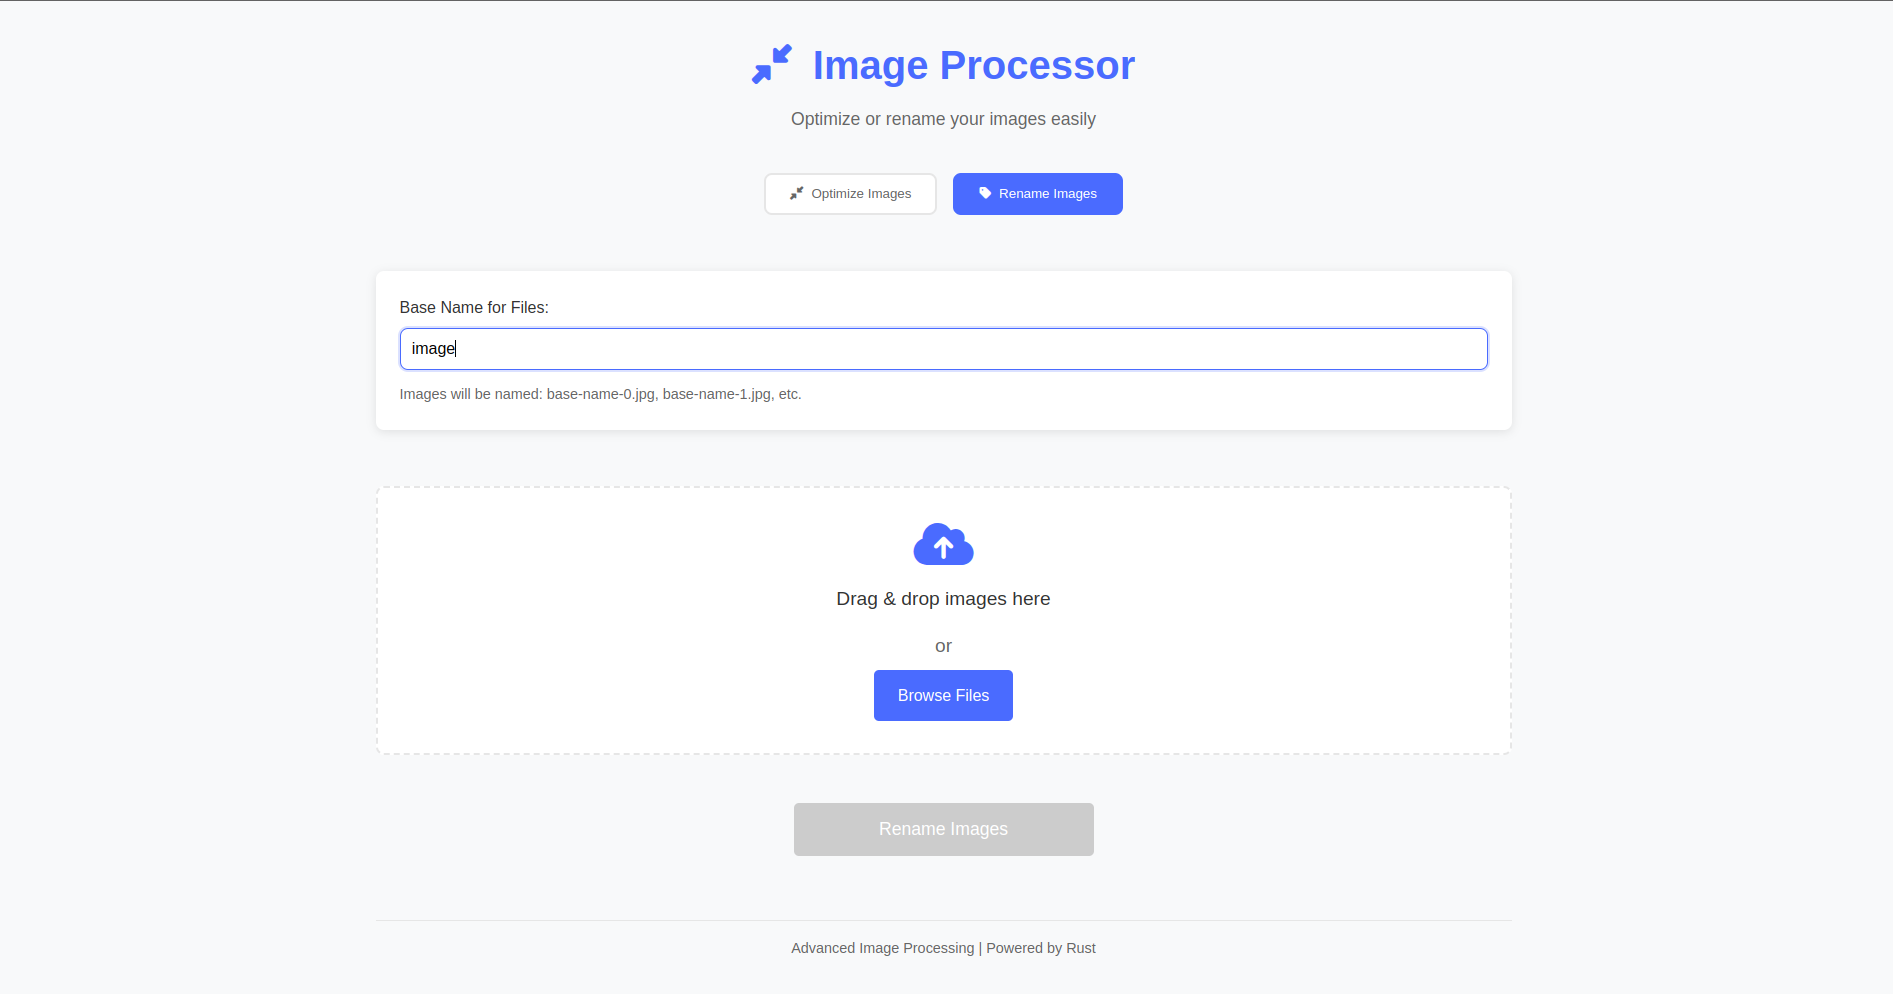 Image Processor
Optimize or rename your images easily
Optimize Images
Rename Images
Base Name for Files:
image
Images will be named: base-name-0.jpg, base-name-1.jpg, etc.
Drag & drop images here
or
Browse Files
Rename Images
Advanced Image Processing | Powered by Rust